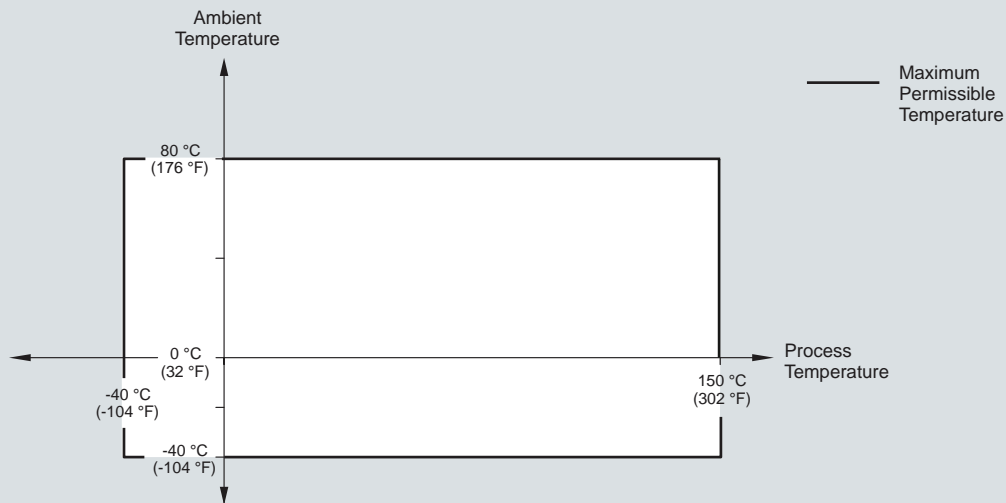 Ambient
Temperature
Maximum
Permissible
Temperature
80 °C
(176 °F)
0 °C
(32 °F)
Process
Temperature
-40 °C
(-104 °F)
150 °C
(302 °F)
-40 °C
(-104 °F)